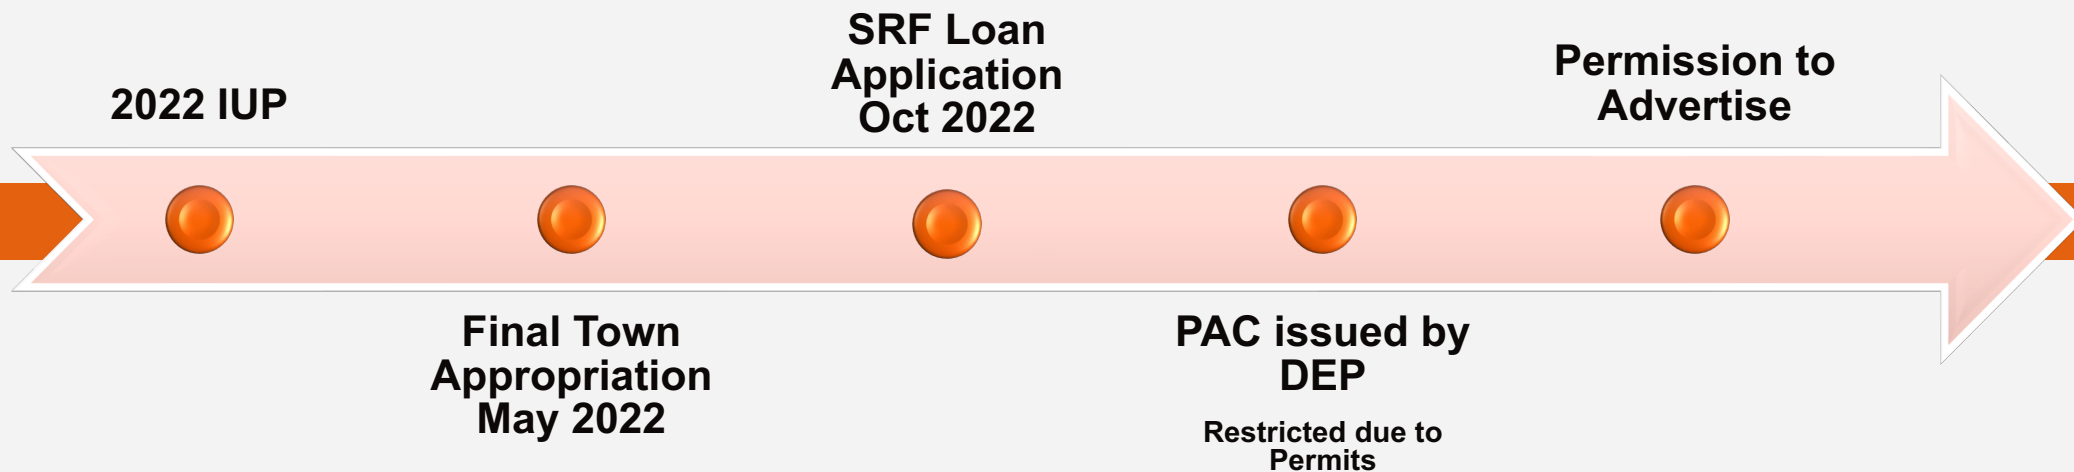 2022 IUP
Final Town
Appropriation
May 2022
SRF Loan
Application
Oct 2022
PAC issued by
DEP
Restricted due to
Permits
Permission to
Advertise